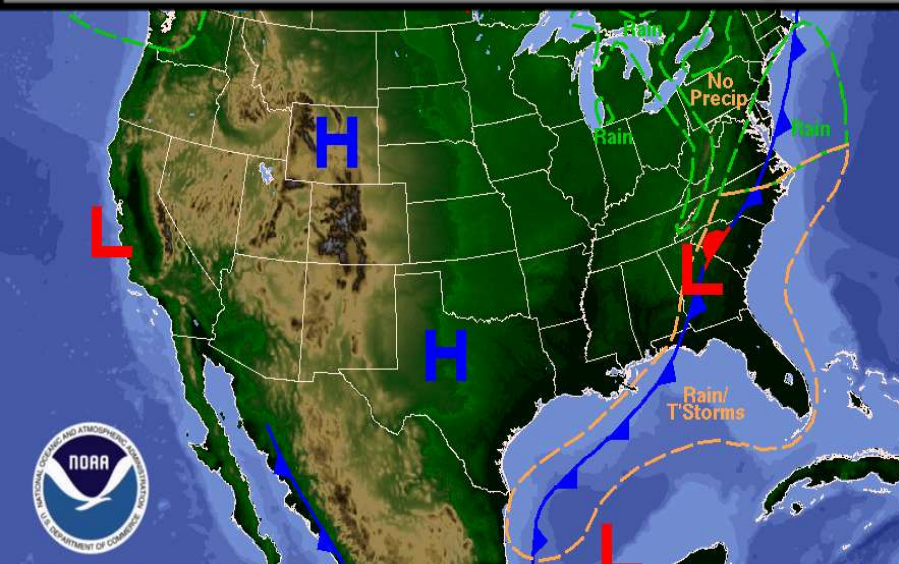 Rain
No
Precip
Rain
Rain
H
L
L
H
Rain/
T'Storms
L
NOAA
NATIONAL OCEANIC AND ATMOSPHERIC ADMINISTRATION
U.S. DEPARTMENT OF COMMERCE